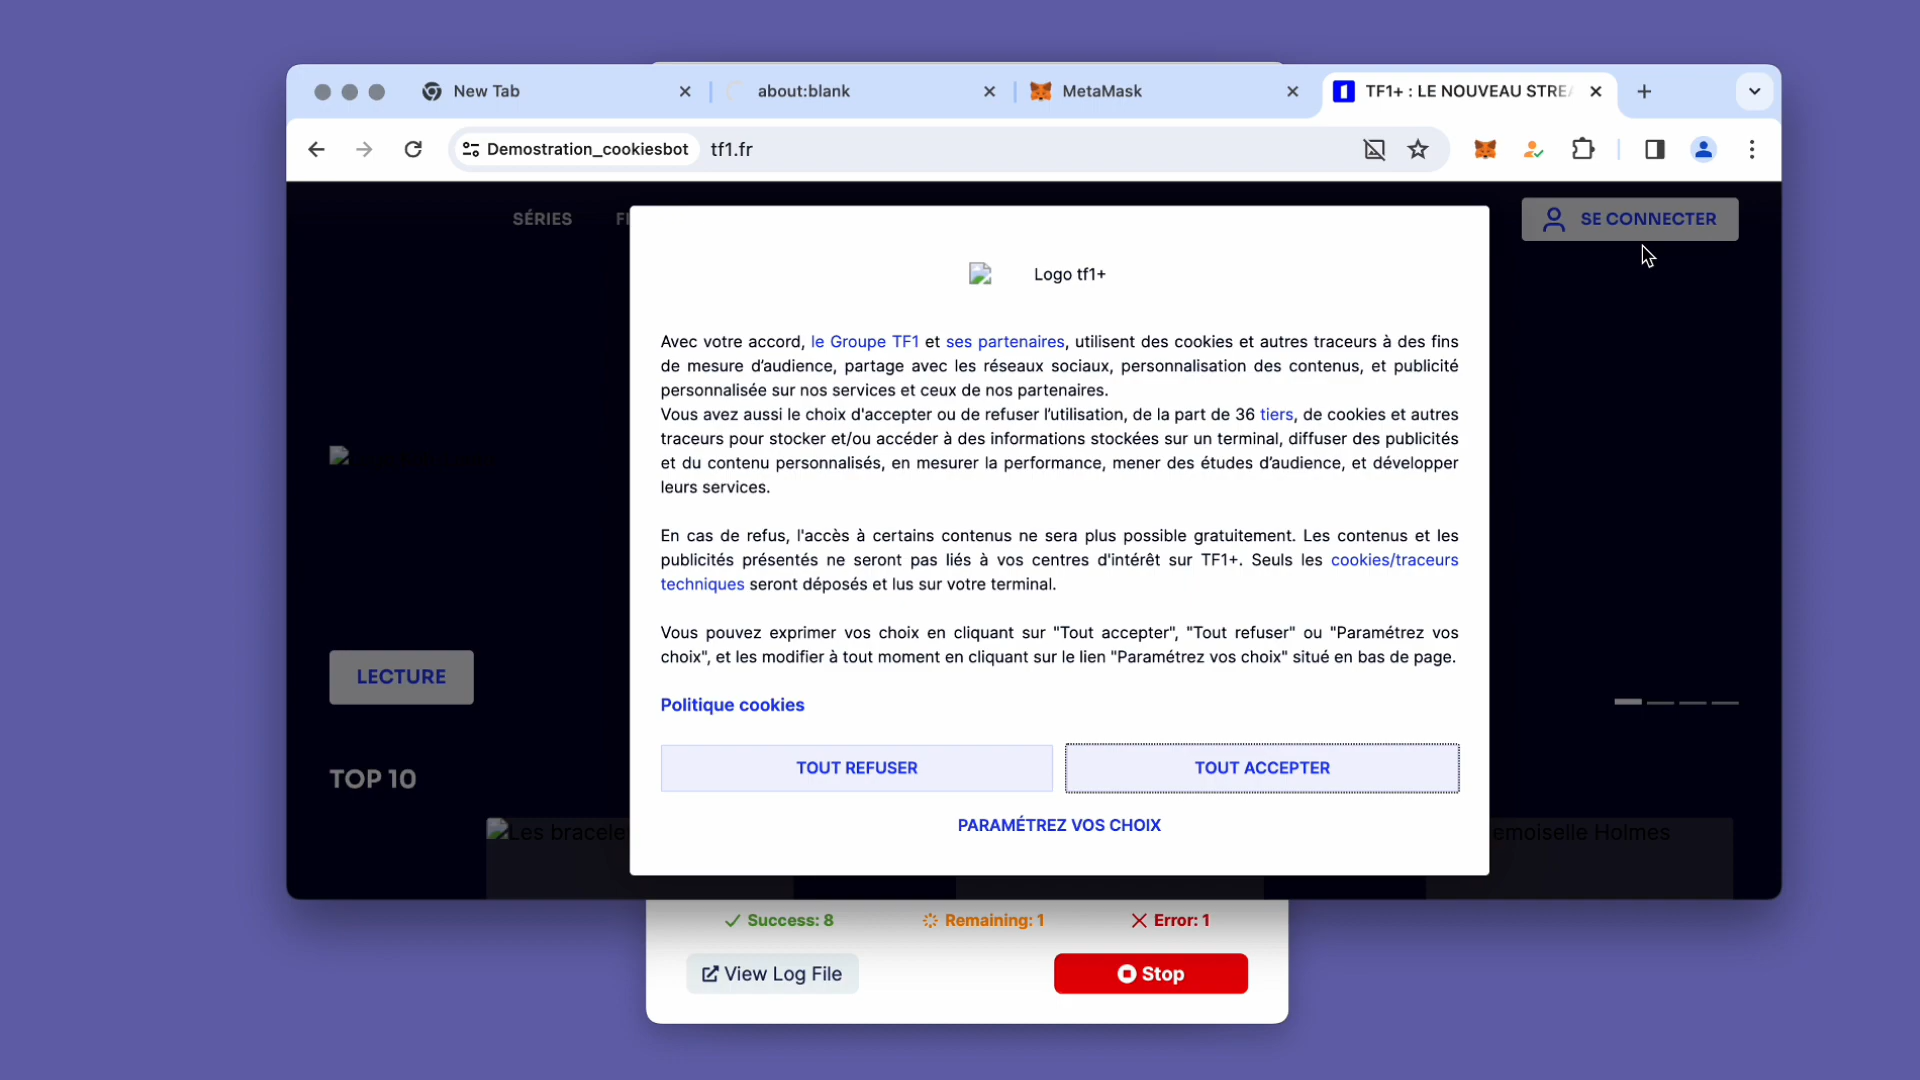 New Tab
about:blank
MetaMask
TF1+ : LE NOUVEAU STREA
Demostration_cookiesbot
tf1.fr
SÉRIES
SE CONNECTER
Logo tf1+
Avec votre accord, le Groupe TF1 et ses partenaires, utilisent des cookies et autres traceurs à des fins
de mesure d’audience, partage avec les réseaux sociaux, personnalisation des contenus, et publicité
personnalisée sur nos services et ceux de nos partenaires.
Vous avez aussi le choix d'accepter ou de refuser l’utilisation, de la part de 36 tiers, de cookies et autres
traceurs pour stocker et/ou accéder à des informations stockées sur un terminal, diffuser des publicités
et du contenu personnalisés, en mesurer la performance, mener des études d’audience, et développer
leurs services.
En cas de refus, l'accès à certains contenus ne sera plus possible gratuitement. Les contenus et les
publicités présentés ne seront pas liés à vos centres d'intérêt sur TF1+. Seuls les cookies/traceurs
techniques seront déposés et lus sur votre terminal.
Vous pouvez exprimer vos choix en cliquant sur "Tout accepter", "Tout refuser" ou "Paramétrez vos
choix", et les modifier à tout moment en cliquant sur le lien "Paramétrez vos choix" situé en bas de page.
LECTURE
Politique cookies
TOUT REFUSER
TOUT ACCEPTER
TOP 10
PARAMÉTREZ VOS CHOIX
Les bracele
emoiselle Holmes
Success: 8
Remaining: 1
Error: 1
View Log File
Stop